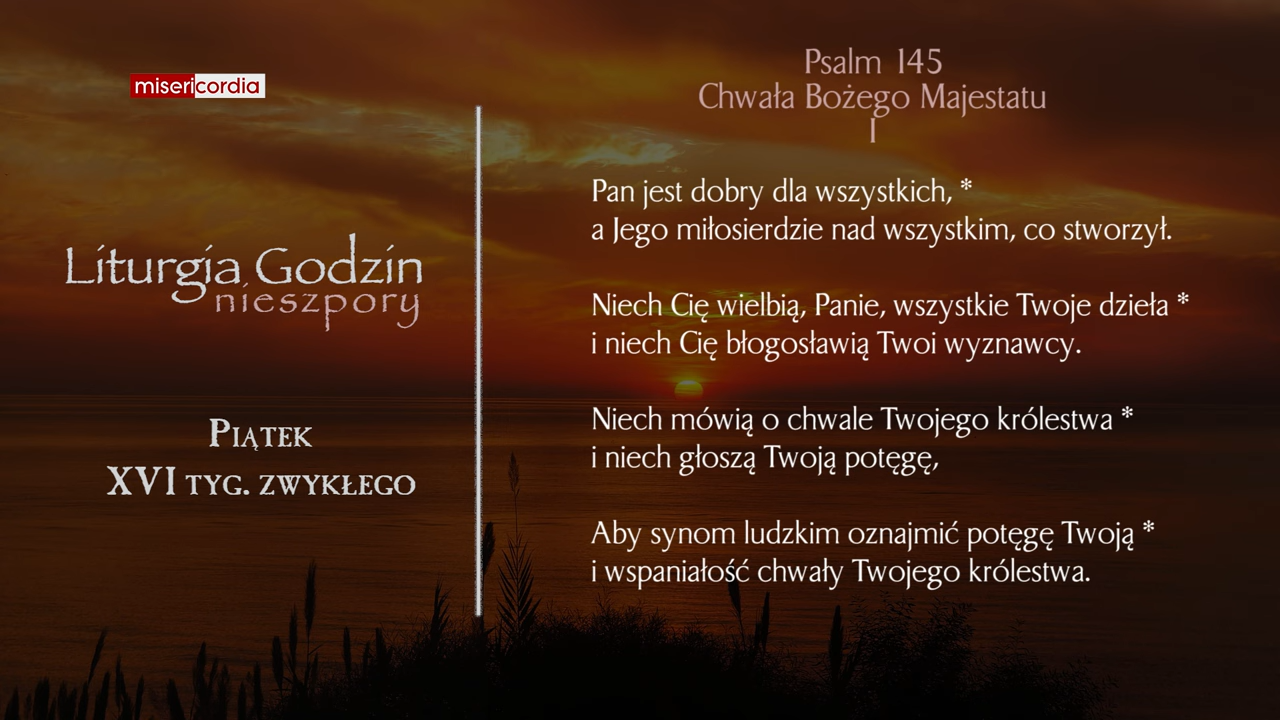 misericordia
Liturgia Godzin
nieszpory
Piątek
XVI tyg. zwykłego
Psalm 145
Chwała Bożego Majestatu
I
Pan jest dobry dla wszystkich, *
a Jego miłosierdzie nad wszystkim, co stworzył.
Niech Cię wielbią, Panie, wszystkie Twoje dzieła *
i niech Cię błogosławią Twoi wyznawcy.
Niech mówią o chwale Twojego królestwa *
i niech głoszą Twoją potęgę,
Aby synom ludzkim oznajmić potęgę Twoją *
i wspaniałość chwały Twojego królestwa.